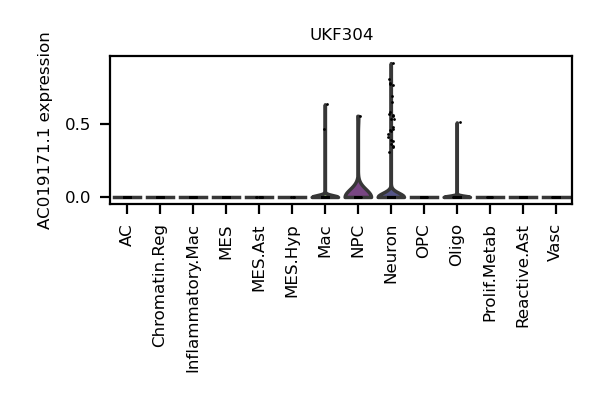 UKF304
AC019171.1 expression
0.5
0.0
AC
Chromatin.Reg
Inflammatory.Mac
MES
MES.Ast
MES.Hyp
Mac
NPC
Neuron
OPC
Oligo
Prolif.Metab
Reactive.Ast
Vasc